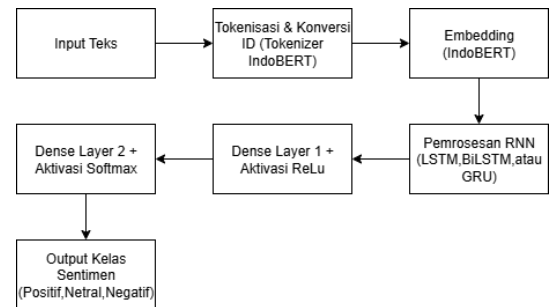 Input Teks
Tokenisasi & Konversi
ID (Tokenizer
IndoBERT)
Embedding
(IndoBERT)
Pemrosesan RNN
(LSTM,BiLSTM,atau
GRU)
Dense Layer 1 +
Aktivasi ReLu
Dense Layer 2 +
Aktivasi Softmax
Output Kelas
Sentimen
(Positif,Netral,Negatif)